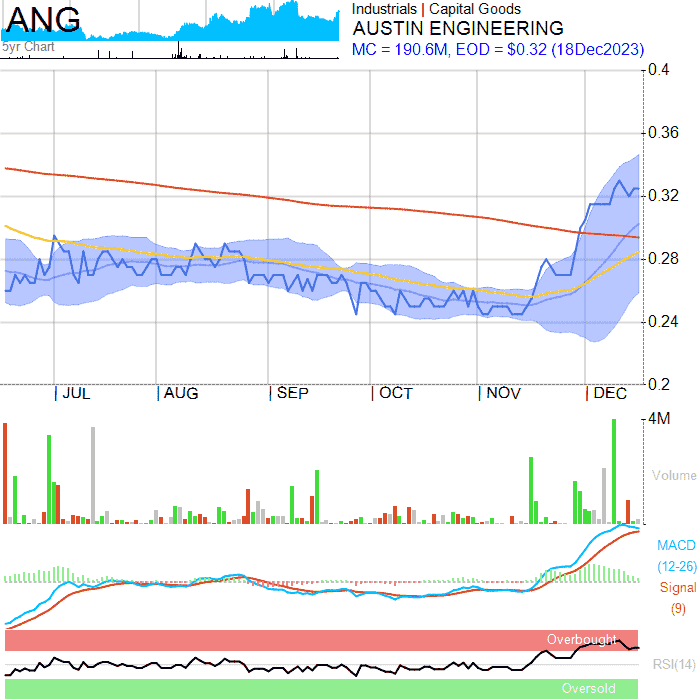 ANG
5yr Chart
Industrials | Capital Goods
AUSTIN ENGINEERING
MC = 190.6M, EOD = $0.32 (18Dec2023)
0.4
0.36
0.32
0.28
0.24
0.2
| JUL | AUG | SEP | OCT | NOV | DEC
4M
Volume
MACD
(12-26)
Signal
(9)
Overbought
RSI(14)
Oversold